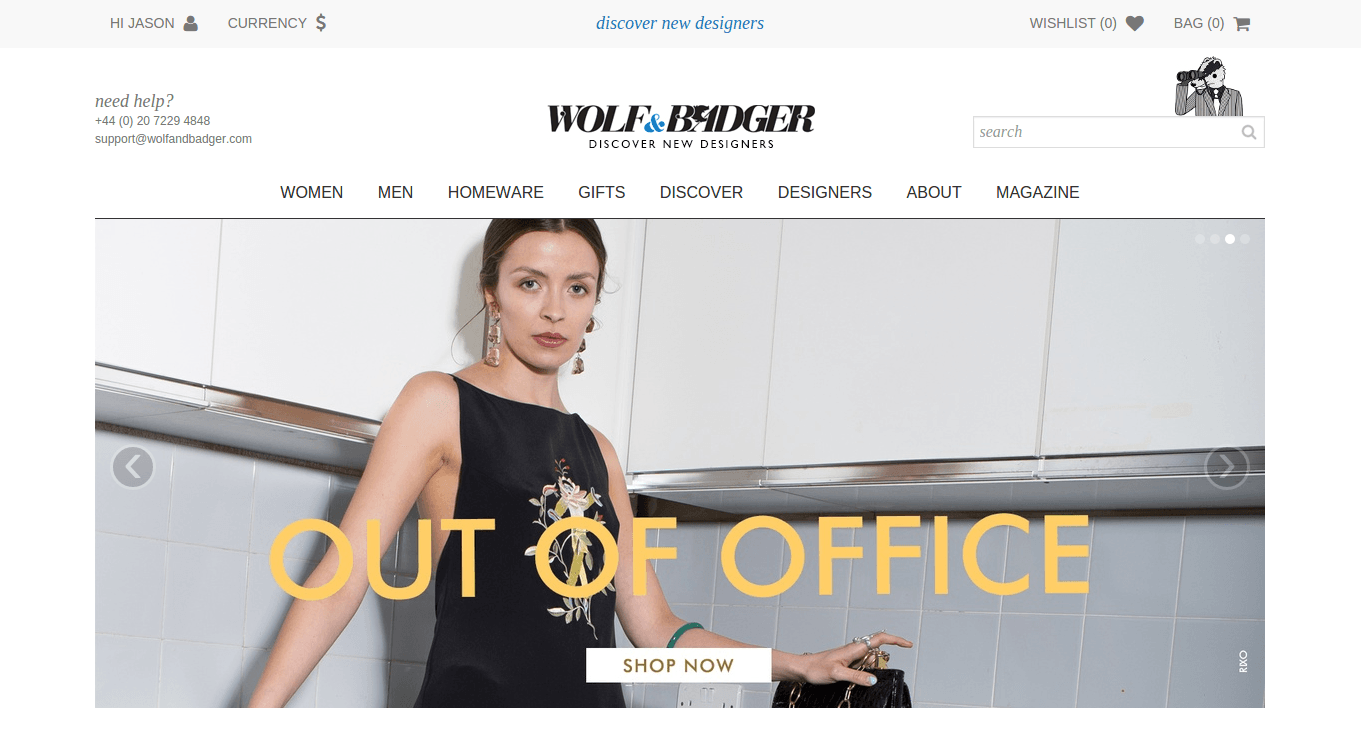 HI JASON CURRENCY $ discover new designers WISHLIST (0) BAG (0)
need help?
+44 (0) 20 7229 4848
support@wolfandbadger.com
WOLF&BADGER
DISCOVER NEW DESIGNERS
search
WOMEN MEN HOMEWARE GIFTS DISCOVER DESIGNERS ABOUT MAGAZINE
OUT OF OFFICE
SHOP NOW
RIXO